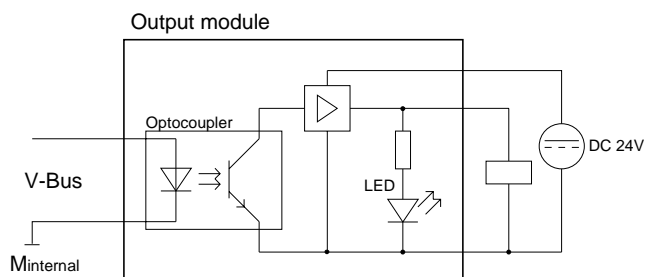 Output module
Optocoupler
DC 24V
V-Bus
LED
Minternal